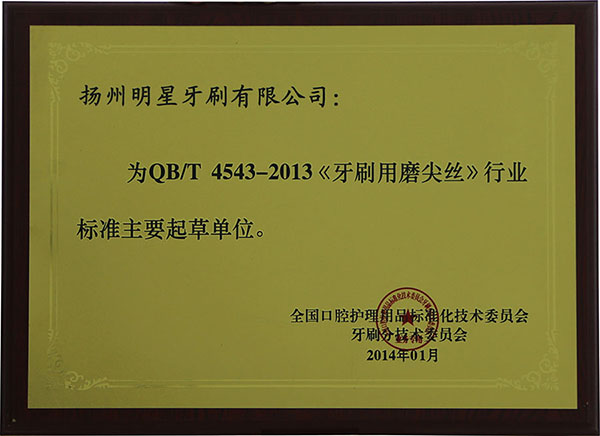 扬州明星牙刷有限公司：
为QB/T 4543-2013《牙刷用磨尖丝》行业
标准主要起草单位。
全国口腔护理用品标准化技术委员会
牙刷分技术委员会
2014年01月